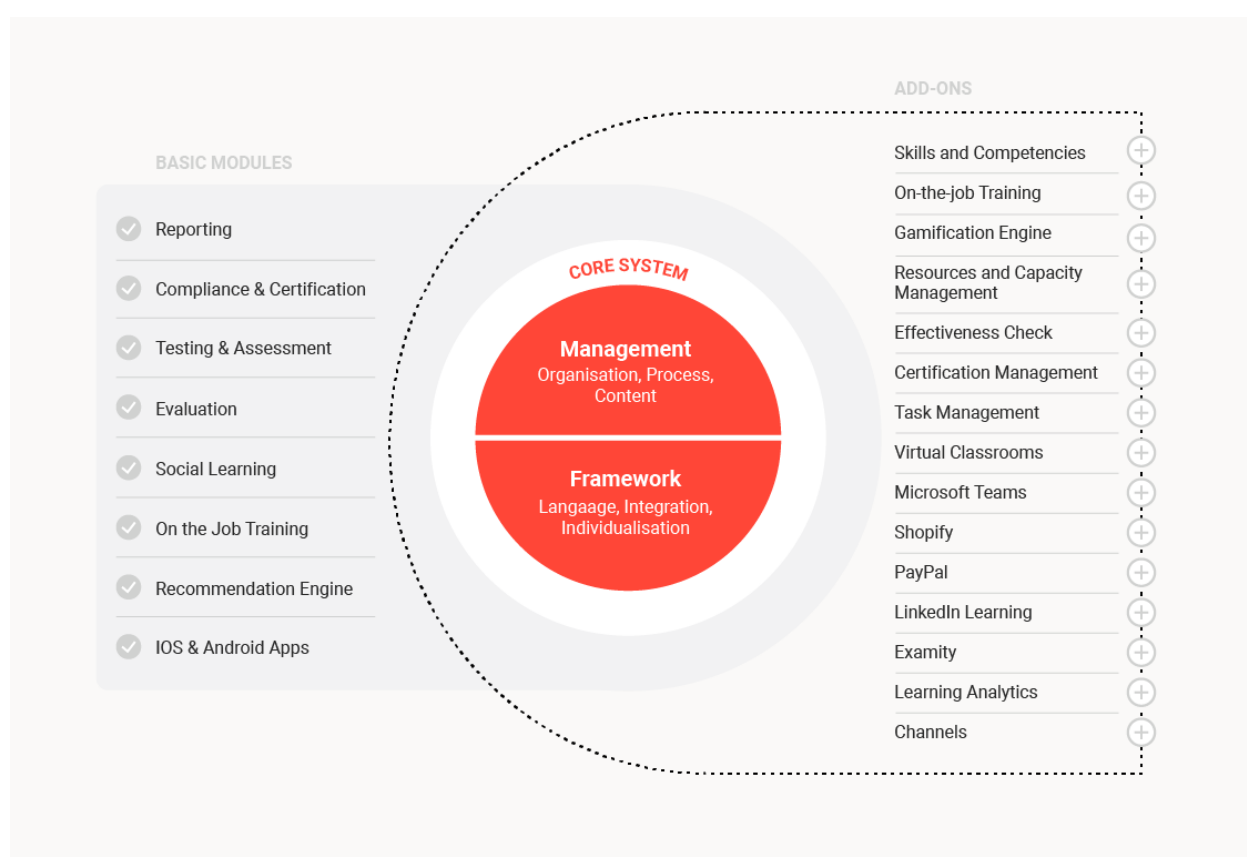 BASIC MODULES
Reporting
Compliance & Certification
Testing & Assessment
Evaluation
Social Learning
On the Job Training
Recommendation Engine
IOS & Android Apps
CORE SYSTEM
Management
Organisation, Process,
Content
Framework
Langaage, Integration,
Individualisation
ADD-ONS
Skills and Competencies
On-the-job Training
Gamification Engine
Resources and Capacity
Management
Effectiveness Check
Certification Management
Task Management
Virtual Classrooms
Microsoft Teams
Shopify
PayPal
LinkedIn Learning
Examity
Learning Analytics
Channels